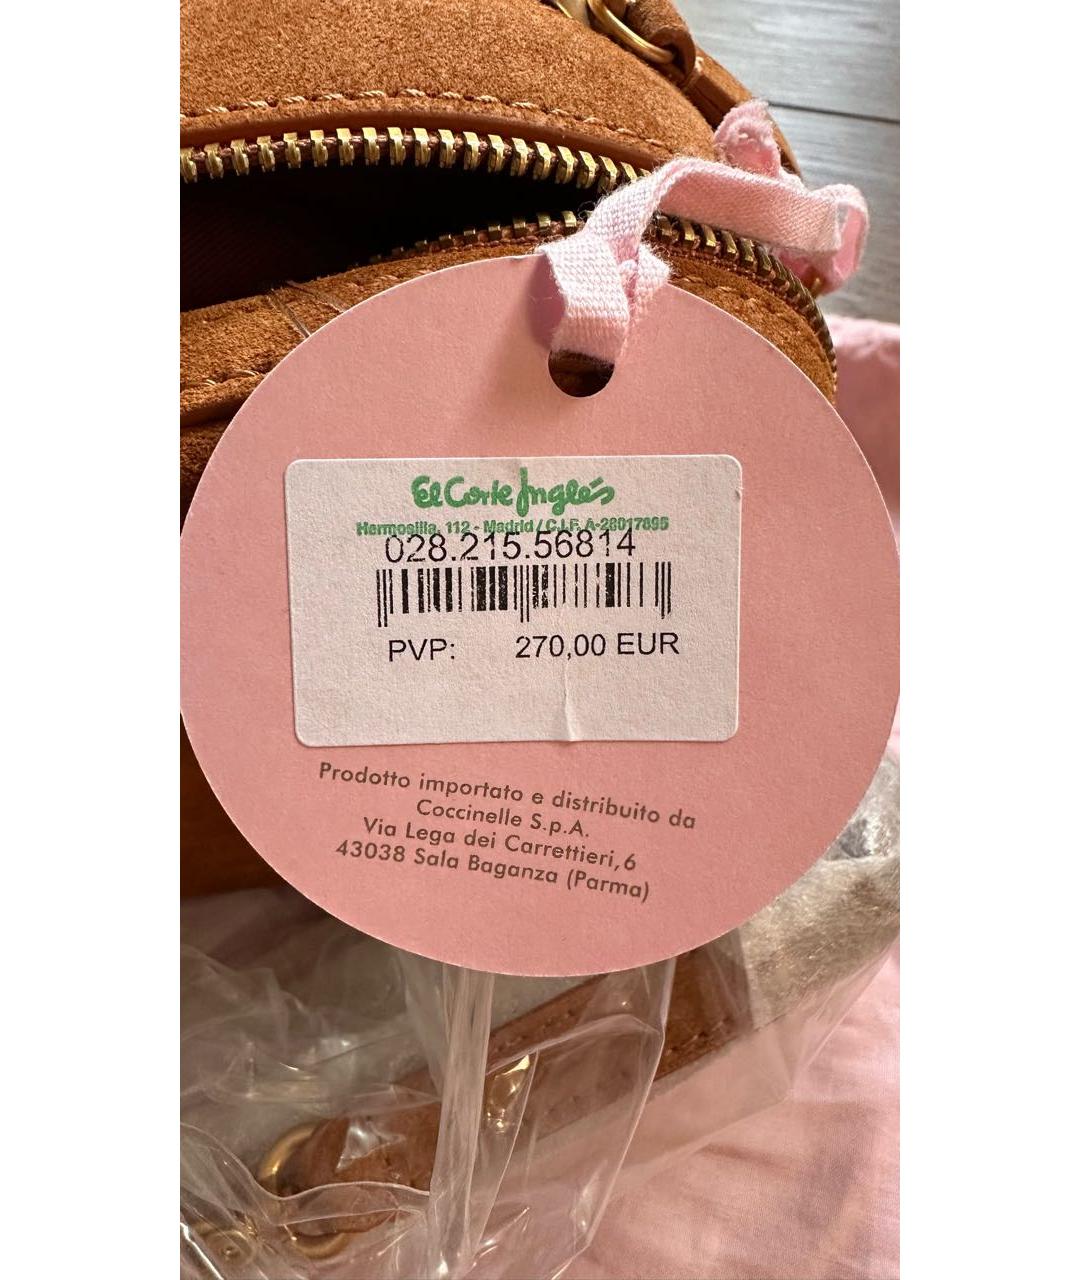 El Corte Inglés
Hermosilla, 112 - Madrid / C.I.F. A-28017895
028.215.56814
PVP: 270,00 EUR
Prodotto importato e distribuito da
Coccinelle S.p.A.
Via Lega dei Carrettieri, 6
43038 Sala Baganza (Parma)